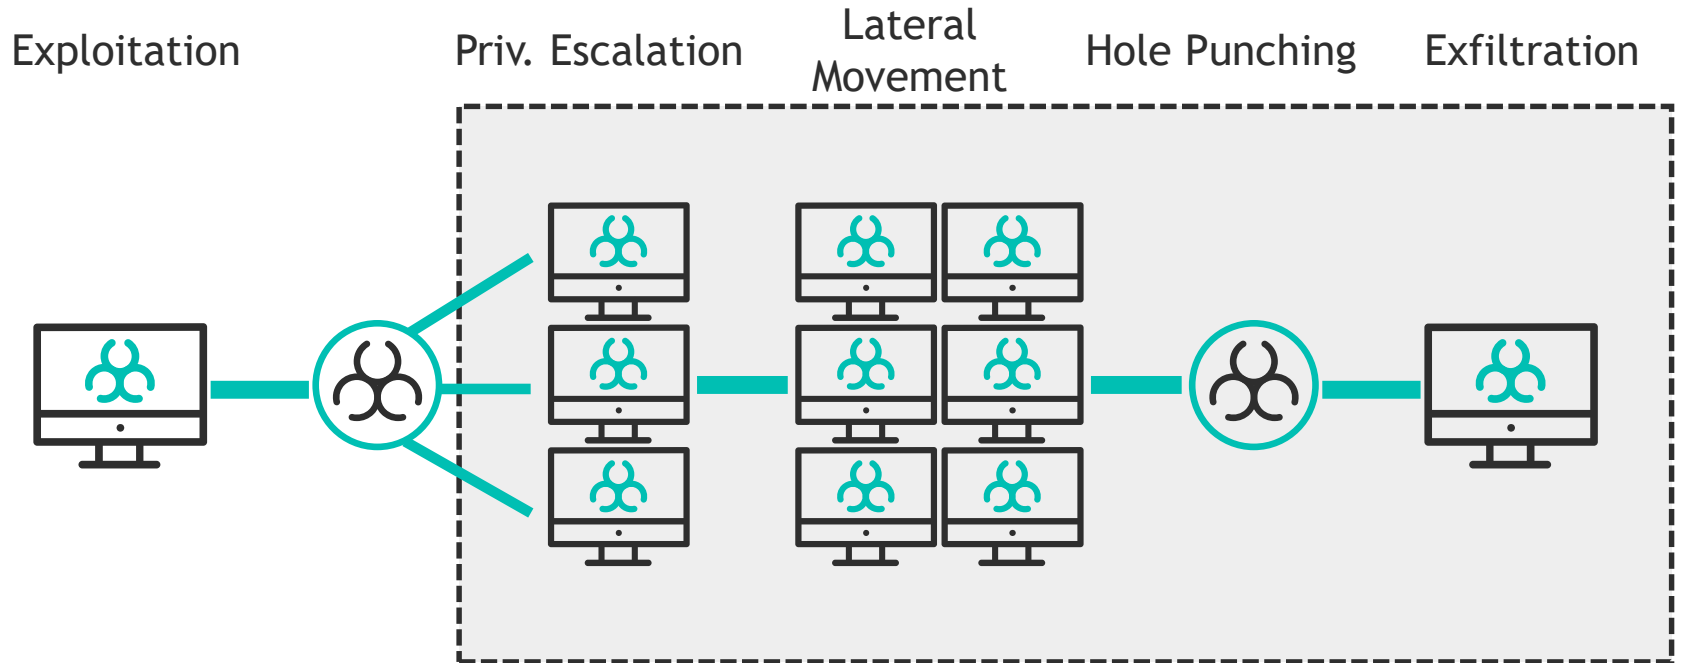 Exploitation
Priv. Escalation
Lateral
Movement
Hole Punching
Exfiltration